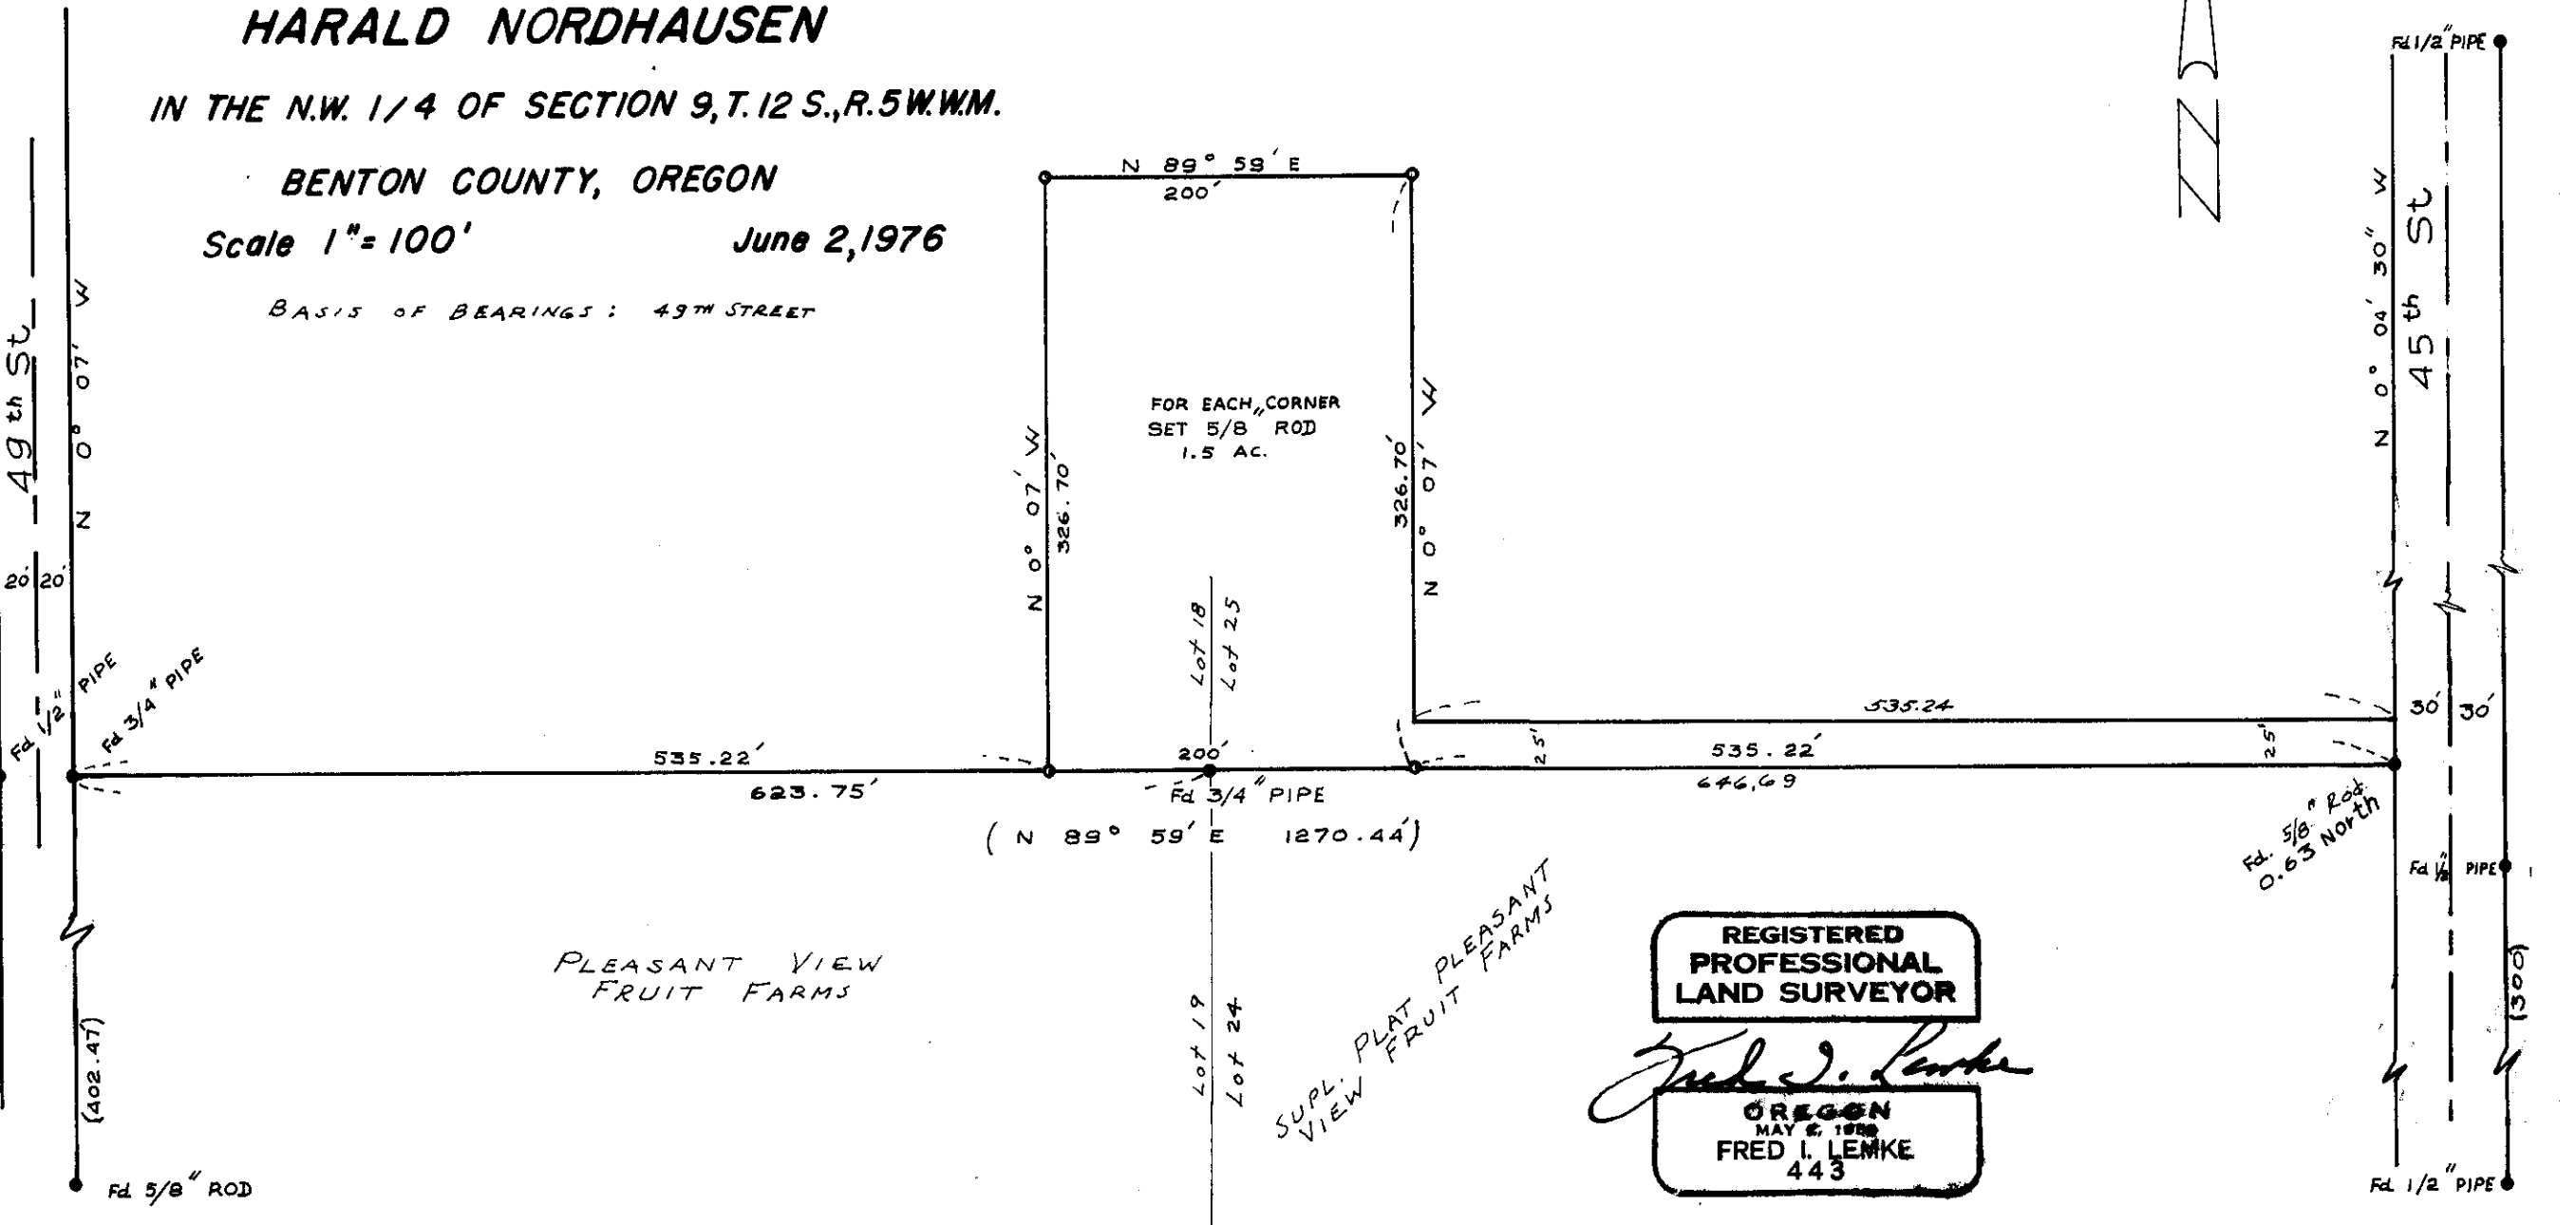 HARALD NORDHAUSEN
IN THE N.W. 1/4 OF SECTION 9, T. 12 S., R. 5 W. W.M.
BENTON COUNTY, OREGON
Scale 1" = 100'
June 2, 1976
BASIS OF BEARINGS: 49TH STREET
49th St
N 0° 07' W
20' 20'
Fd 1/2" PIPE
Fd 3/4" PIPE
N 89° 59' E
200'
FOR EACH CORNER
SET 5/8" ROD
1.5 AC.
N 0° 07' W
326.70'
326.70'
N 0° 07' W
Lot 18
Lot 25
Fd 1/2" PIPE
N 0° 04' 30" W
45th St
535.24
30' 30'
25'
25'
535.22'
200'
535.22'
623.75'
Fd 3/4" PIPE
646.69
(N 89° 59' E 1270.44')
Fd. 5/8" Rod
0.63 North
Fd 1/2" PIPE
PLEASANT VIEW
FRUIT FARMS
SUPL. PLAT PLEASANT
VIEW FRUIT FARMS
Lot 19
Lot 24
(402.47')
(300)
Fd 5/8" ROD
Fd 1/2" PIPE
REGISTERED
PROFESSIONAL
LAND SURVEYOR
Fred I. Lemke
OREGON
MAY
FRED I. LEMKE
443